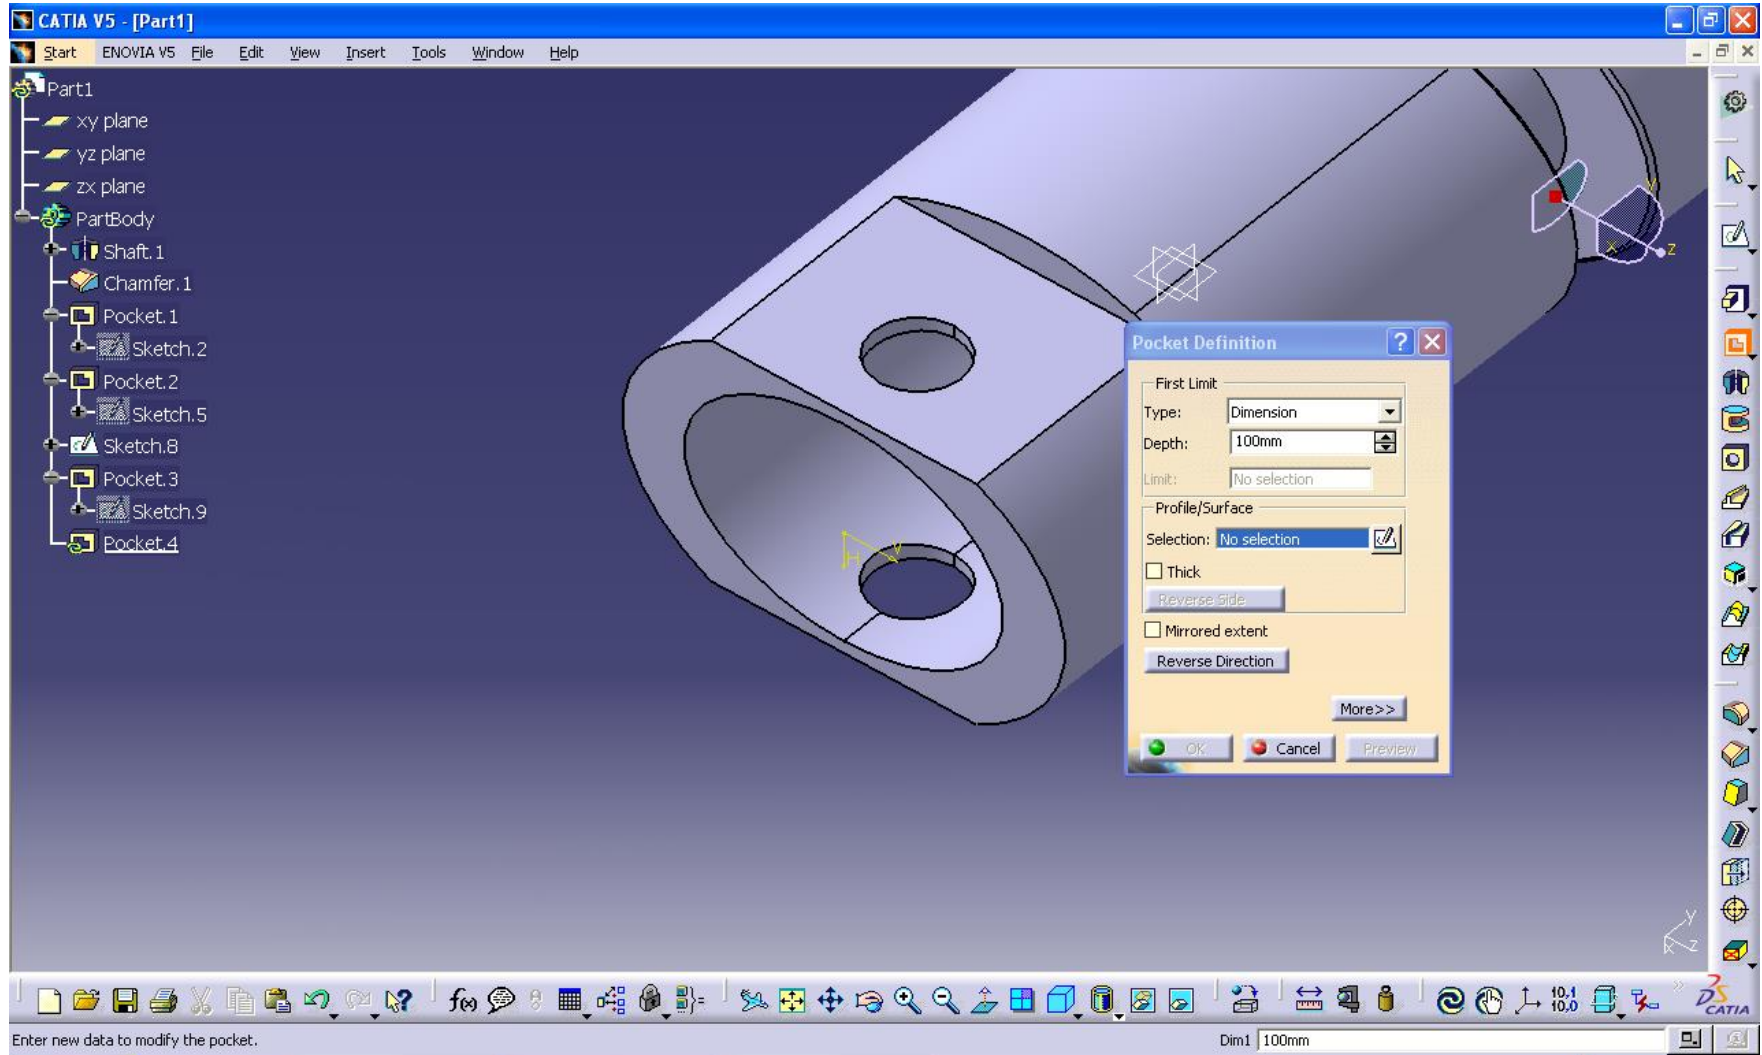 CATIA V5 - [Part1]
Start ENOVIA V5 File Edit View Insert Tools Window Help
Part1
xy plane
yz plane
zx plane
PartBody
Shaft.1
Chamfer.1
Pocket.1
Sketch.2
Pocket.2
Sketch.5
Sketch.8
Pocket.3
Sketch.9
Pocket.4
H V
y
x
z
Pocket Definition
First Limit
Type: Dimension
Depth: 100mm
Limit: No selection
Profile/Surface
Selection: No selection
Thick
Reverse Side
Mirrored extent
Reverse Direction
More>>
OK Cancel Preview
y
x z
f(x)
10,1
10,0
CATIA
Enter new data to modify the pocket.
Dim1 100mm